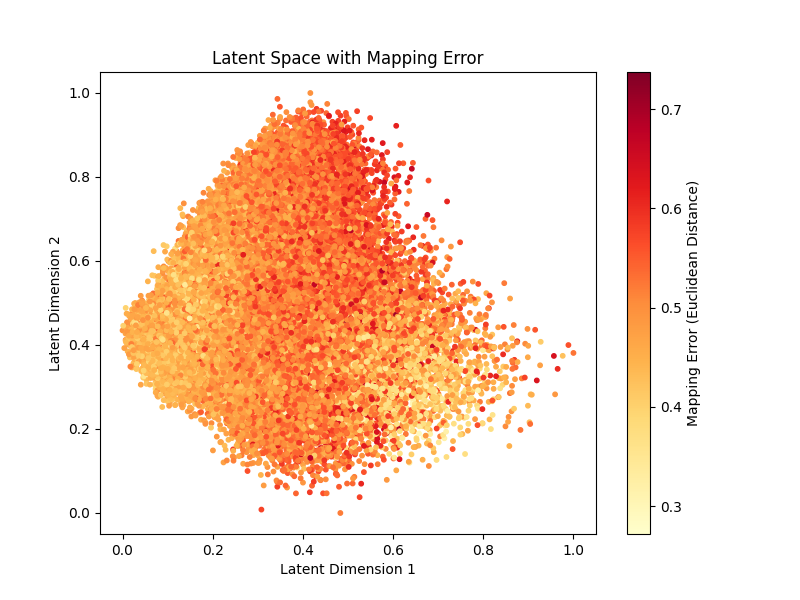 Latent Space with Mapping Error
1.0
0.8
0.6
0.4
0.2
0.0
Latent Dimension 2
0.0 0.2 0.4 0.6 0.8 1.0
Latent Dimension 1
0.7
0.6
0.5
0.4
0.3
Mapping Error (Euclidean Distance)